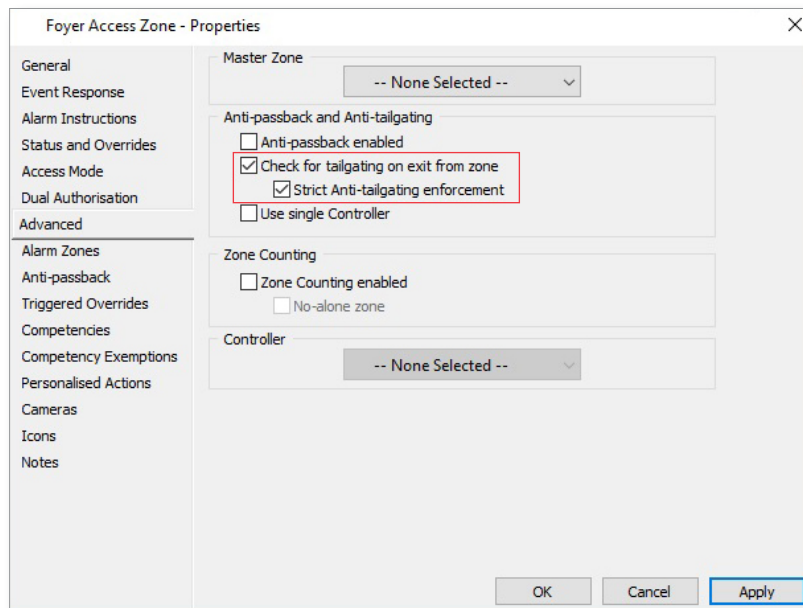 Foyer Access Zone - Properties
General
Event Response
Alarm Instructions
Status and Overrides
Access Mode
Dual Authorisation
Advanced
Alarm Zones
Anti-passback
Triggered Overrides
Competencies
Competency Exemptions
Personalised Actions
Cameras
Icons
Notes
Master Zone
-- None Selected --
Anti-passback and Anti-tailgating
Anti-passback enabled
Check for tailgating on exit from zone
Strict Anti-tailgating enforcement
Use single Controller
Zone Counting
Zone Counting enabled
No-alone zone
Controller
-- None Selected --
OK Cancel Apply